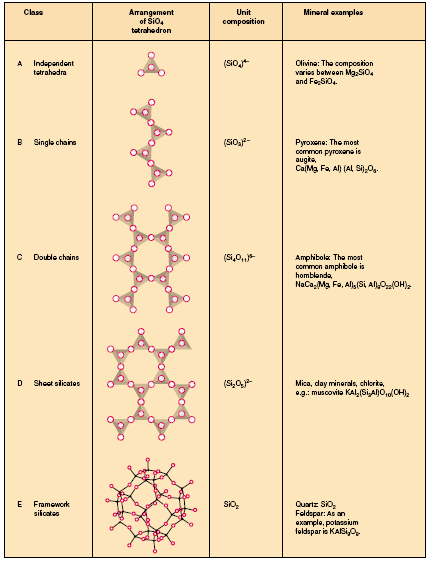 Class
Arrangement
of SiO4
tetrahedron
Unit
composition
Mineral examples
A Independent
tetrahedra
(SiO4)4–
Olivine: The composition
varies between Mg2SiO4
and Fe2SiO4.
B Single chains
(SiO3)2–
Pyroxene: The most
common pyroxene is
augite,
Ca(Mg, Fe, Al) (Al, Si)2O6.
C Double chains
(Si4O11)6–
Amphibole: The most
common amphibole is
hornblende,
NaCa2(Mg, Fe, Al)5(Si, Al)8O22(OH)2.
D Sheet silicates
(Si2O5)2–
Mica, clay minerals, chlorite,
e.g.: muscovite KAl2(Si3Al)O10(OH)2
E Framework
silicates
SiO2
Quartz SiO2
Feldspar: As an
example, potassium
feldspar is KAlSi3O8.